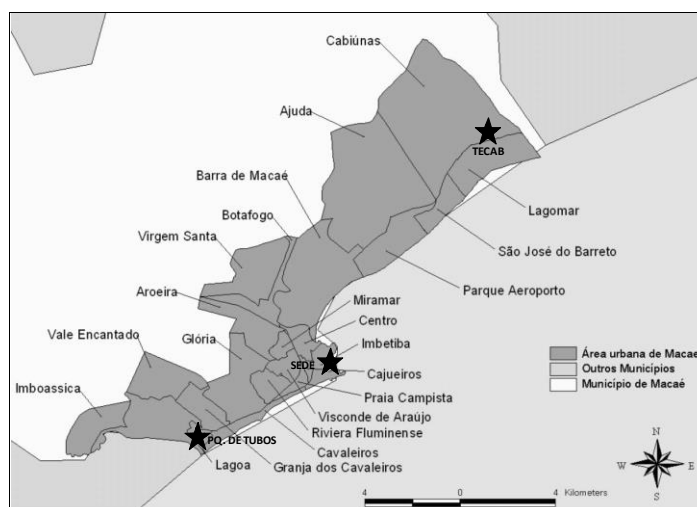 Cabiúnas
Ajuda
TECAB
Barra de Macaé
Lagomar
Botafogo
São José do Barreto
Virgem Santa
Parque Aeroporto
Aroeira
Miramar
Centro
Vale Encantado
Glória
Imbetiba
SEDE
Cajueiros
Imboassica
Praia Campista
Visconde de Araújo
Riviera Fluminense
PQ. DE TUBOS
Cavaleiros
Lagoa
Granja dos Cavaleiros
Área urbana de Macaé
Outros Municípios
Município de Macaé
N
W E
S
4 0 4 Kilometers